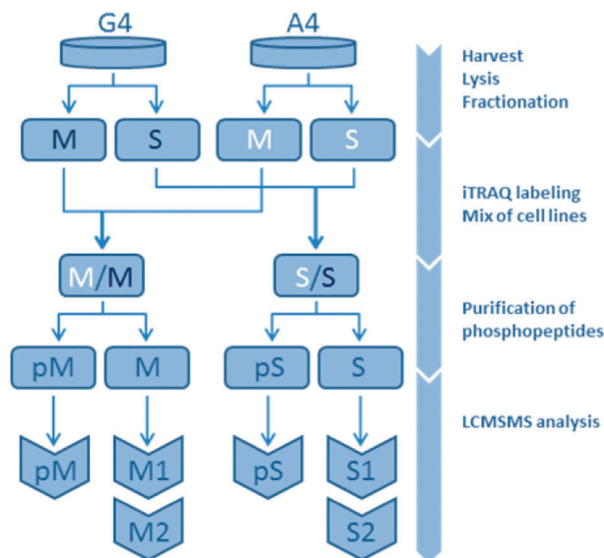 G4 A4
Harvest
Lysis
Fractionation
M S M S
iTRAQ labeling
Mix of cell lines
M/M S/S
Purification of
phosphopeptides
pM M pS S
LCMSMS analysis
pM M1 pS S1
M2 S2